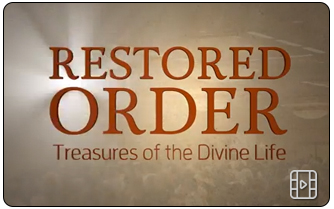 RESTORED
ORDER
Treasures of the Divine Life